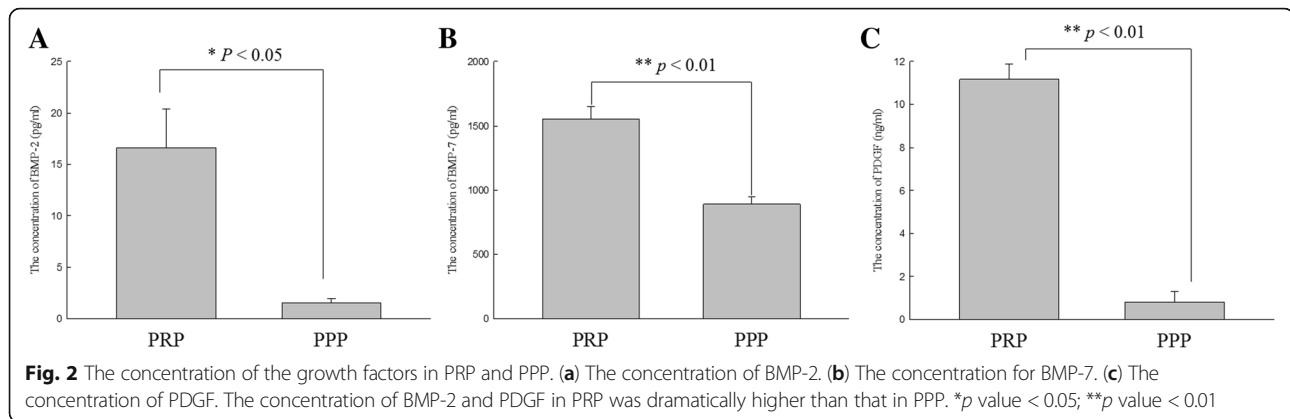 A
* P < 0.05
25
20
15
10
5
0
The concentration of BMP-2 (pg/ml)
PRP PPP
B
** p < 0.01
2000
1500
1000
500
0
The concentration of BMP-7 (pg/ml)
PRP PPP
C
** p < 0.01
12
10
8
6
4
2
0
The concentration of PDGF (ng/ml)
PRP PPP
Fig. 2 The concentration of the growth factors in PRP and PPP. (a) The concentration of BMP-2. (b) The concentration for BMP-7. (c) The
concentration of PDGF. The concentration of BMP-2 and PDGF in PRP was dramatically higher than that in PPP. *p value < 0.05; **p value < 0.01